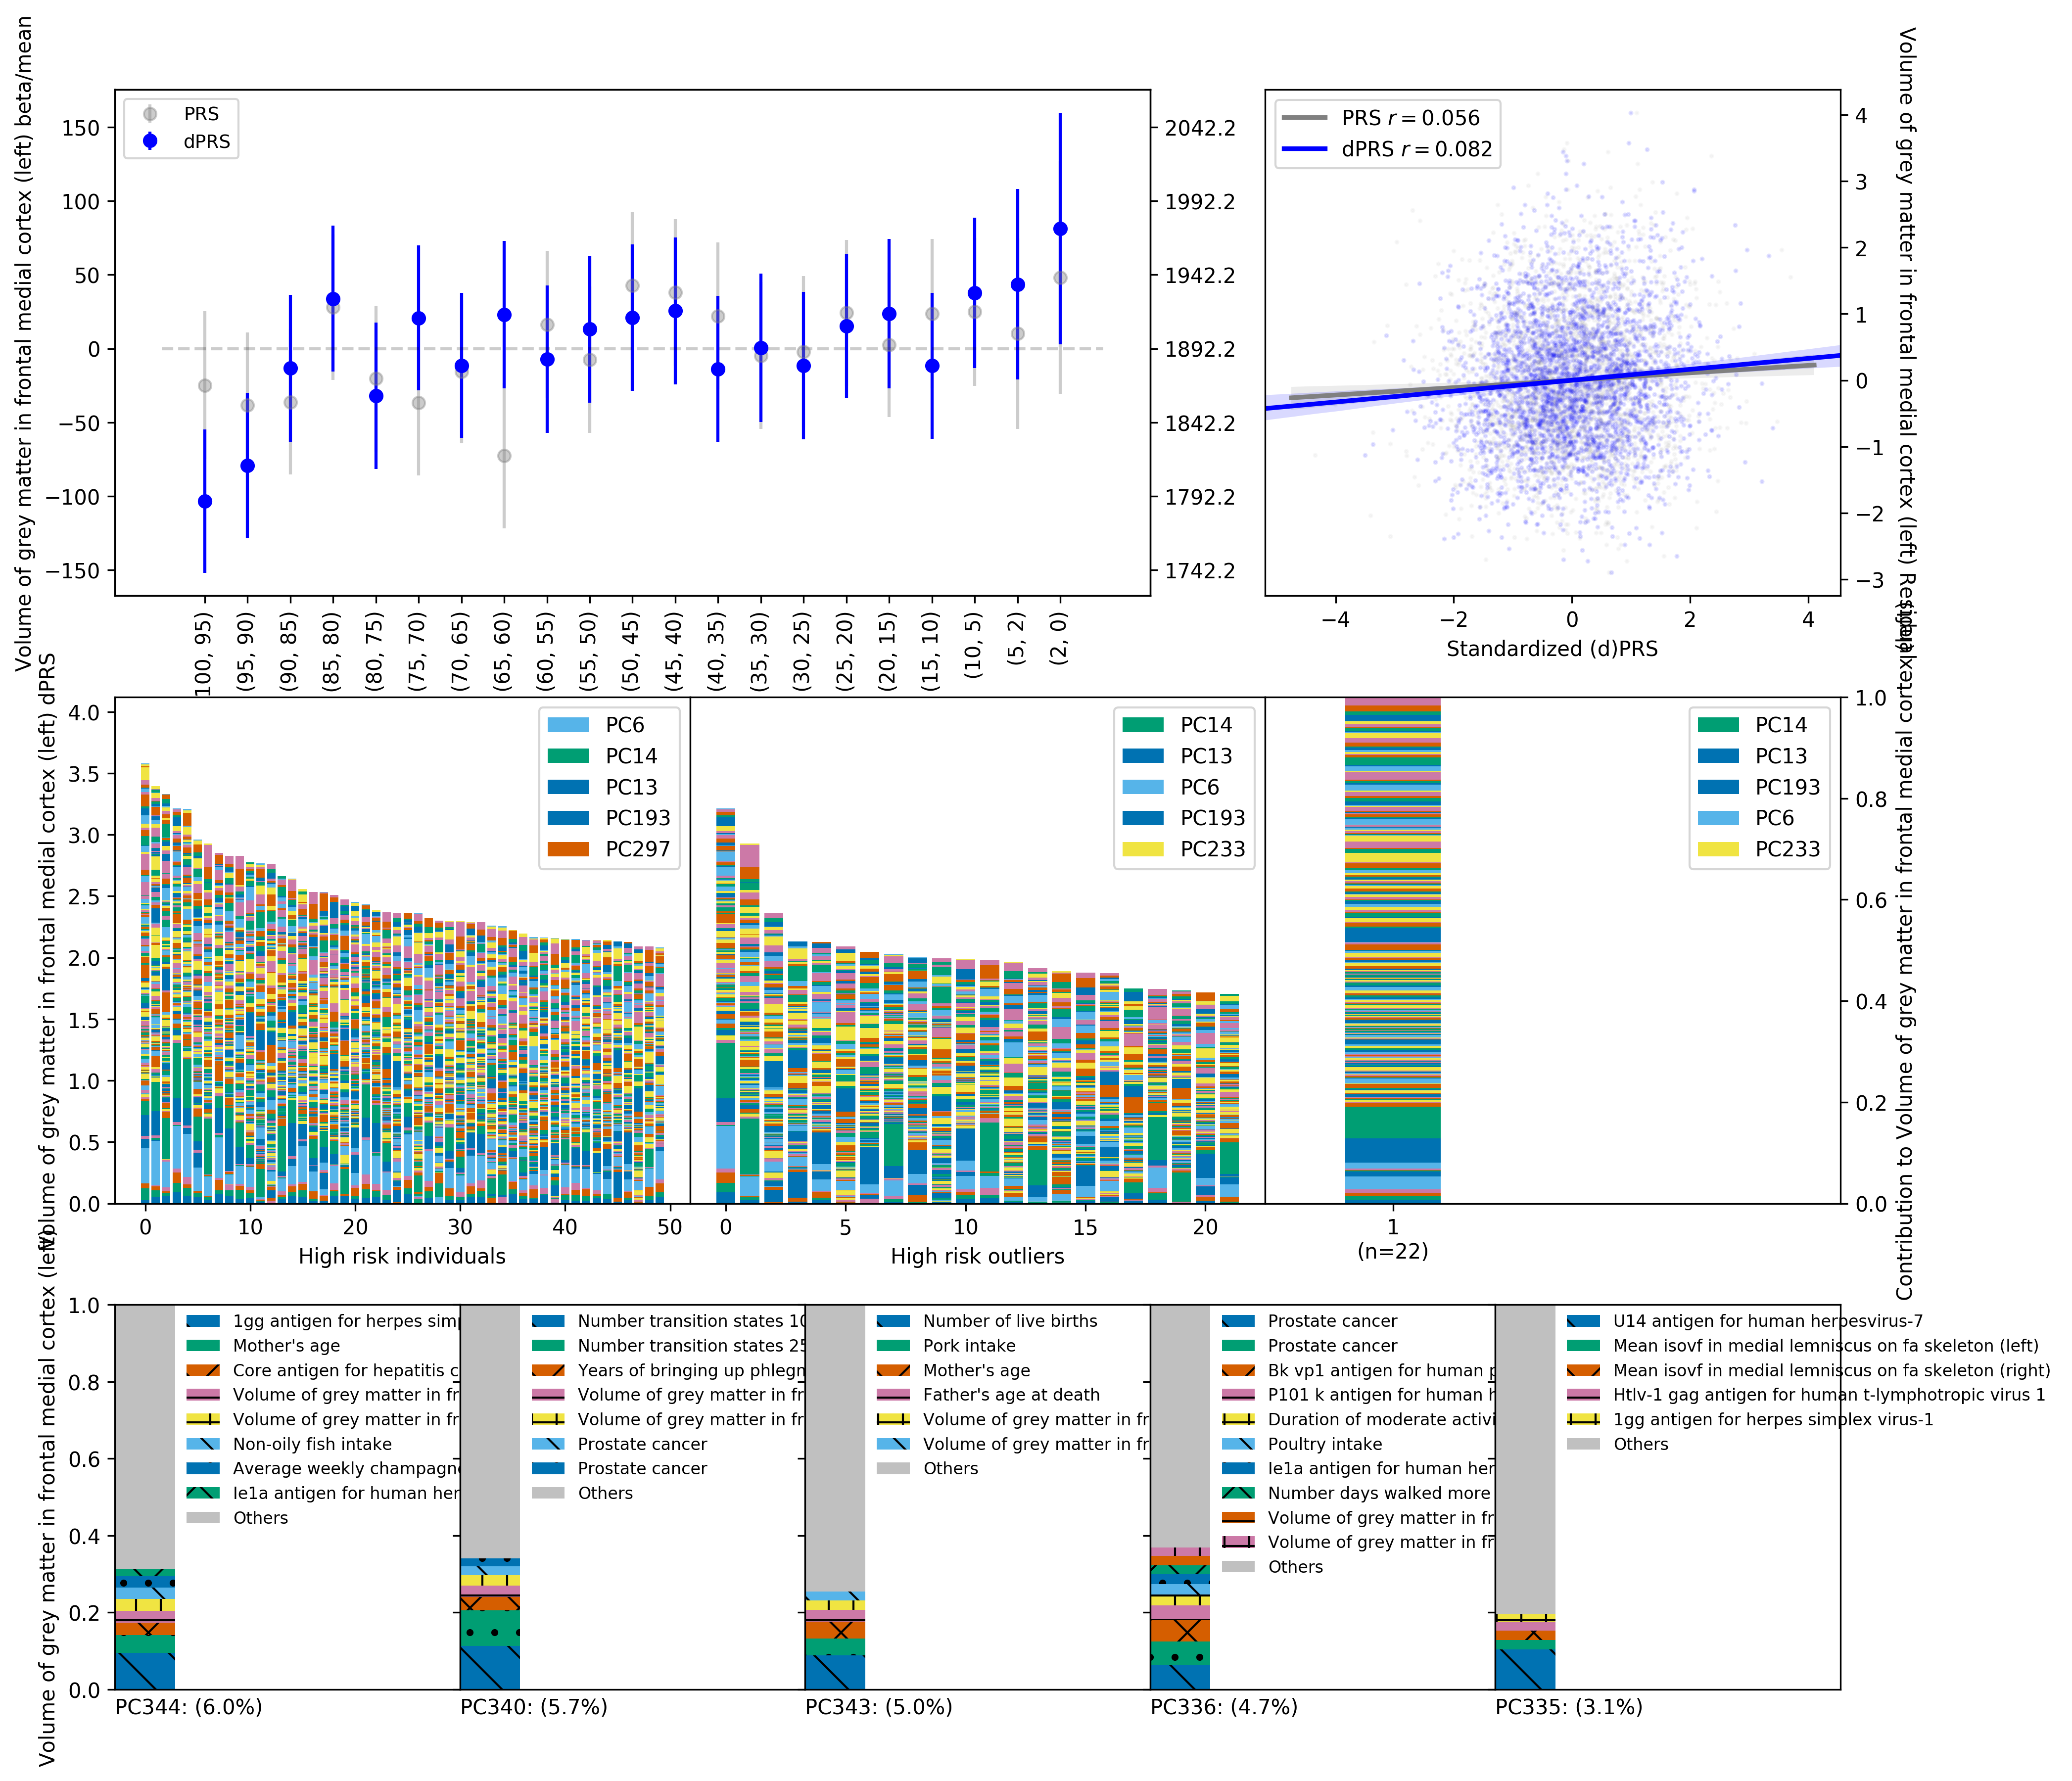 Volume of grey matter in frontal medial cortex (left) beta/mean
PRS
dPRS
150
100
50
0
−50
−100
−150
2042.2
1992.2
1942.2
1892.2
1842.2
1792.2
1742.2
100, 95)
(95, 90)
(90, 85)
(85, 80)
(80, 75)
(75, 70)
(70, 65)
(65, 60)
(60, 55)
(55, 50)
(50, 45)
(45, 40)
(40, 35)
(35, 30)
(30, 25)
(25, 20)
(20, 15)
(15, 10)
(10, 5)
(5, 2)
(2, 0)
PRS r = 0.056
dPRS r = 0.082
4
3
2
1
0
−1
−2
−3
−4
−2
0
2
4
Standardized (d)PRS
Volume of grey matter in frontal medial cortex (left)
Volume of grey matter in frontal medial cortex (left) dPRS
4.0
3.5
3.0
2.5
2.0
1.5
1.0
0.5
0.0
PC6
PC14
PC13
PC193
PC297
0
10
20
30
40
50
High risk individuals
PC14
PC13
PC6
PC193
PC233
0
5
10
15
20
High risk outliers
PC14
PC13
PC193
PC6
PC233
1
(n=22)
1.0
0.8
0.6
0.4
0.2
0.0
Contribution to Volume of grey matter in frontal medial cortex
Volume of grey matter in frontal medial cortex (left)
1.0
0.8
0.6
0.4
0.2
0.0
1gg antigen for herpes simp
Mother's age
Core antigen for hepatitis c
Volume of grey matter in fr
Volume of grey matter in fr
Non-oily fish intake
Average weekly champagne
Ie1a antigen for human her
Others
PC344: (6.0%)
Number transition states 10
Number transition states 25
Years of bringing up phlegm
Volume of grey matter in fr
Volume of grey matter in fr
Prostate cancer
Prostate cancer
Others
PC340: (5.7%)
Number of live births
Pork intake
Mother's age
Father's age at death
Volume of grey matter in fr
Volume of grey matter in fr
Others
PC343: (5.0%)
Prostate cancer
Prostate cancer
Bk vp1 antigen for human p
P101 k antigen for human h
Duration of moderate activi
Poultry intake
Ie1a antigen for human her
Number days walked more
Volume of grey matter in fr
Volume of grey matter in fr
Others
PC336: (4.7%)
U14 antigen for human herpesvirus-7
Mean isovf in medial lemniscus on fa skeleton (left)
Mean isovf in medial lemniscus on fa skeleton (right)
Htlv-1 gag antigen for human t-lymphotropic virus 1
1gg antigen for herpes simplex virus-1
Others
PC335: (3.1%)